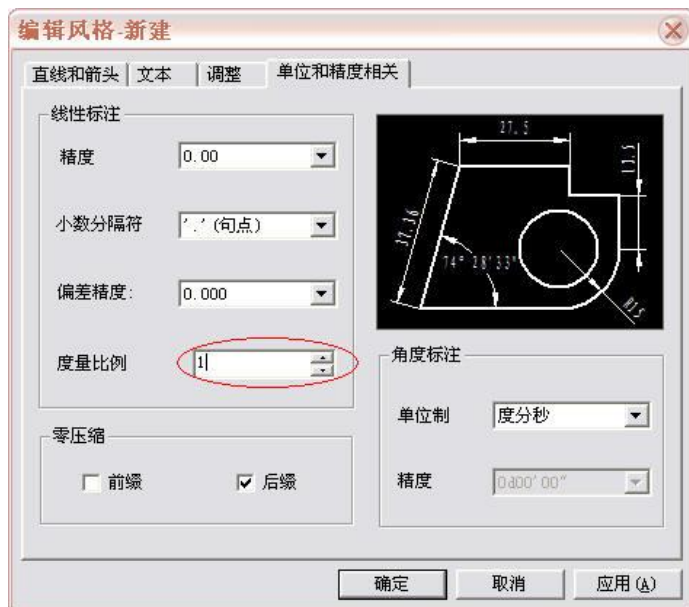 编辑风格-新建
直线和箭头 文本 调整 单位和精度相关
线性标注
精度 0.00
小数分隔符 '.'(句点)
偏差精度: 0.000
度量比例 1
零压缩
前缀 后缀
27.5
13.5
37.36
74° 28'33"
R15
角度标注
单位制 度分秒
精度 0d00'00"
确定 取消 应用(A)